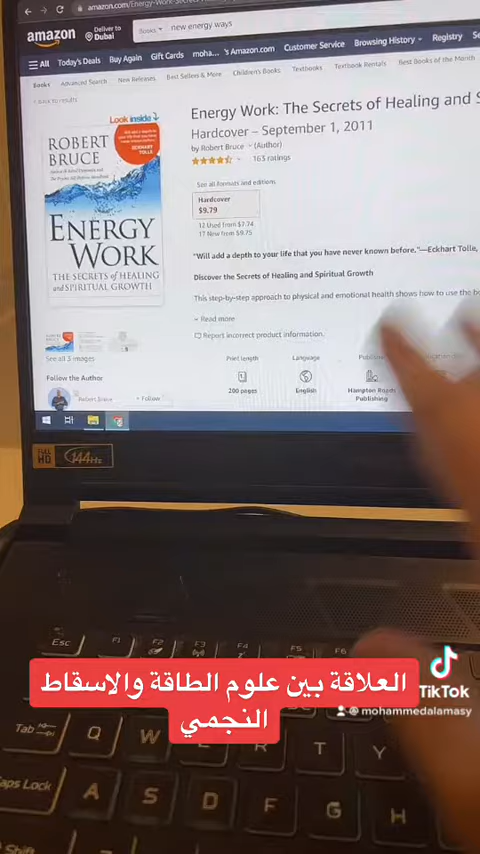 amazon.com/Energy-Work-Secrets
amazon
Deliver to
Dubai
Books
new energy ways
All
Today's Deals
Buy Again
Gift Cards
moha...
's Amazon.com
Customer Service
Browsing History
Registry
Books
Advanced Search
New Releases
Best Sellers & More
Children's Books
Textbooks
Textbook Rentals
Best Books of the Month
Back to results
Look inside
ROBERT
BRUCE
ECKHART
TOLLE
ENERGY
WORK
THE SECRETS OF HEALING
AND SPIRITUAL GROWTH
See all 3 images
Follow the Author
Robert Bruce
+ Follow
Energy Work: The Secrets of Healing and S
Hardcover – September 1, 2011
by Robert Bruce (Author)
163 ratings
See all formats and editions
Hardcover
$9.79
12 Used from $7.74
17 New from $9.75
"Will add a depth to your life that you have never known before."—Eckhart Tolle,
Discover the Secrets of Healing and Spiritual Growth
This step-by-step approach to physical and emotional health shows how to use the
Read more
Report incorrect product information.
Print length
200 pages
Language
English
Hampton Roads
Publishing
FULL
HD
144Hz
Esc
F1
F2
F3
F4
F5
F6
العلاقة بين علوم الطاقة والاسقاط
النجمي
TikTok
mohammedalamasy
Tab
Q
W
R
T
Y
Caps Lock
A
S
D
F
G
H
Shift